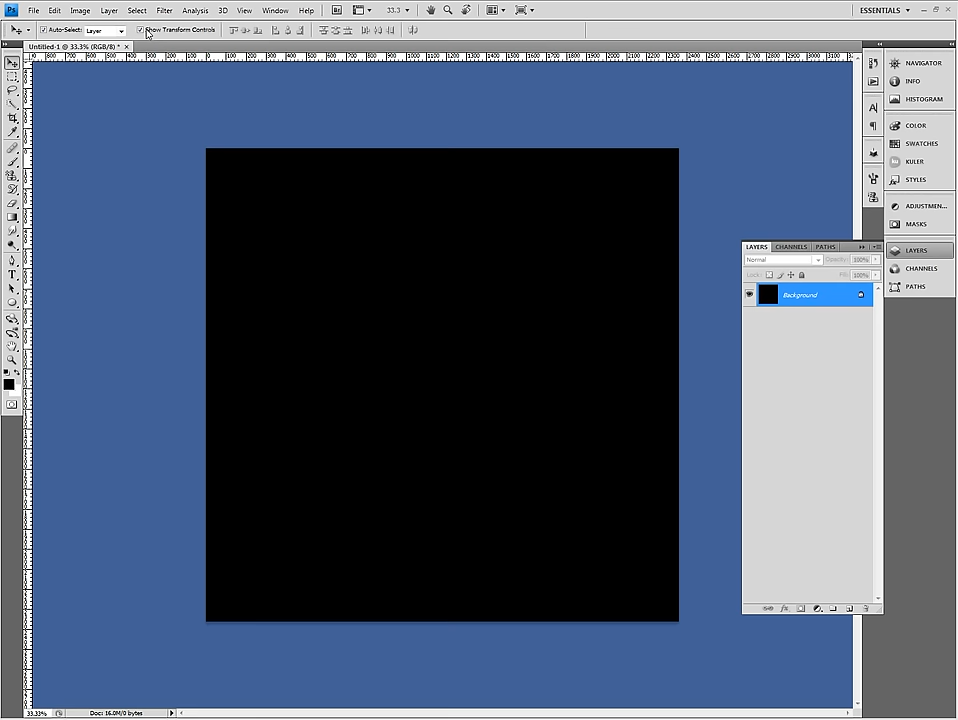 Ps File Edit Image Layer Select Analysis Filter 3D View Window Help Br 33.3 ESSENTIALS
Auto-Select: Layer Show Transform Controls
Untitled-1 @ 33.3% (RGB/8) * ×
NAVIGATOR
INFO
HISTOGRAM
COLOR
SWATCHES
KULER
STYLES
ADJUSTMEN...
MASKS
LAYERS
CHANNELS
PATHS
LAYERS CHANNELS PATHS
Normal Opacity: 100%
Lock: Fill: 100%
Background
33.33% Doc: 16.0M/0 bytes